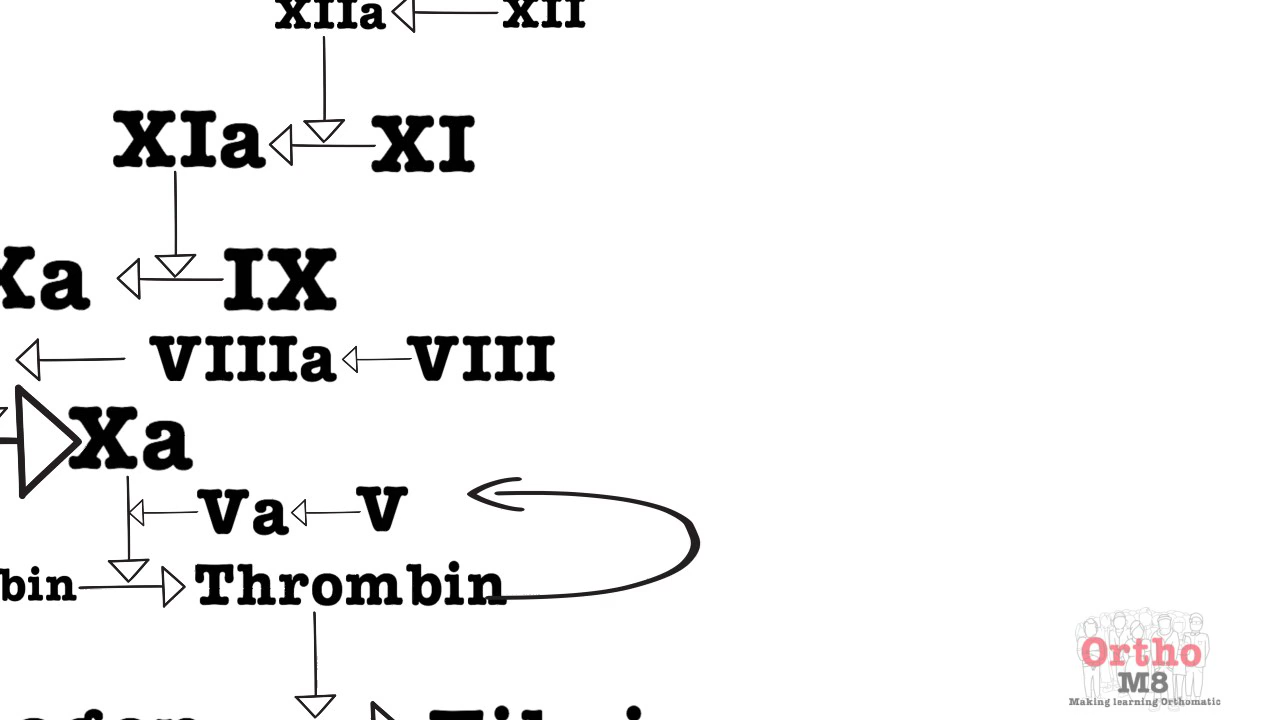 XIIa XII
XIa XI
Xa IX
VIIIa VIII
Xa
Va V
bin Thrombin
Ortho
M8
Making learning Orthomatic